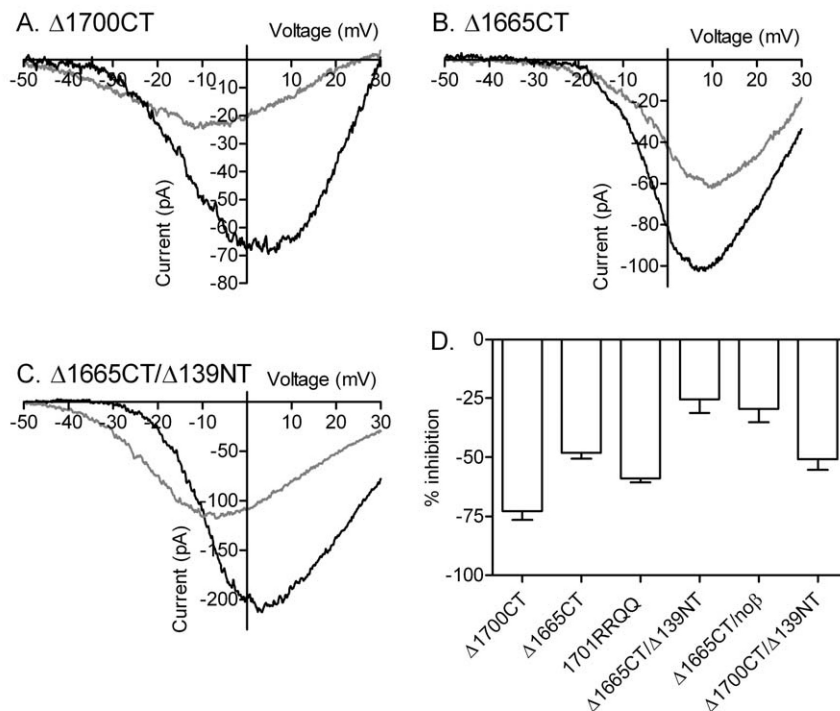 A. Δ1700CT
Voltage (mV)
-50 -40 -30 -20 -10 0 10 20 30
-10
-20
-30
-40
-50
-60
-70
-80
Current (pA)
B. Δ1665CT
Voltage (mV)
-50 -40 -30 -20 -10 0 10 20 30
-20
-40
-60
-80
-100
Current (pA)
C. Δ1665CT/Δ139NT
Voltage (mV)
-50 -40 -30 -20 -10 0 10 20 30
-50
-100
-150
-200
Current (pA)
D.
0
-25
-50
-75
-100
% inhibition
Δ1700CT
Δ1665CT
1701RRQQ
Δ1665CT/Δ139NT
Δ1665CT/noβ
Δ1700CT/Δ139NT